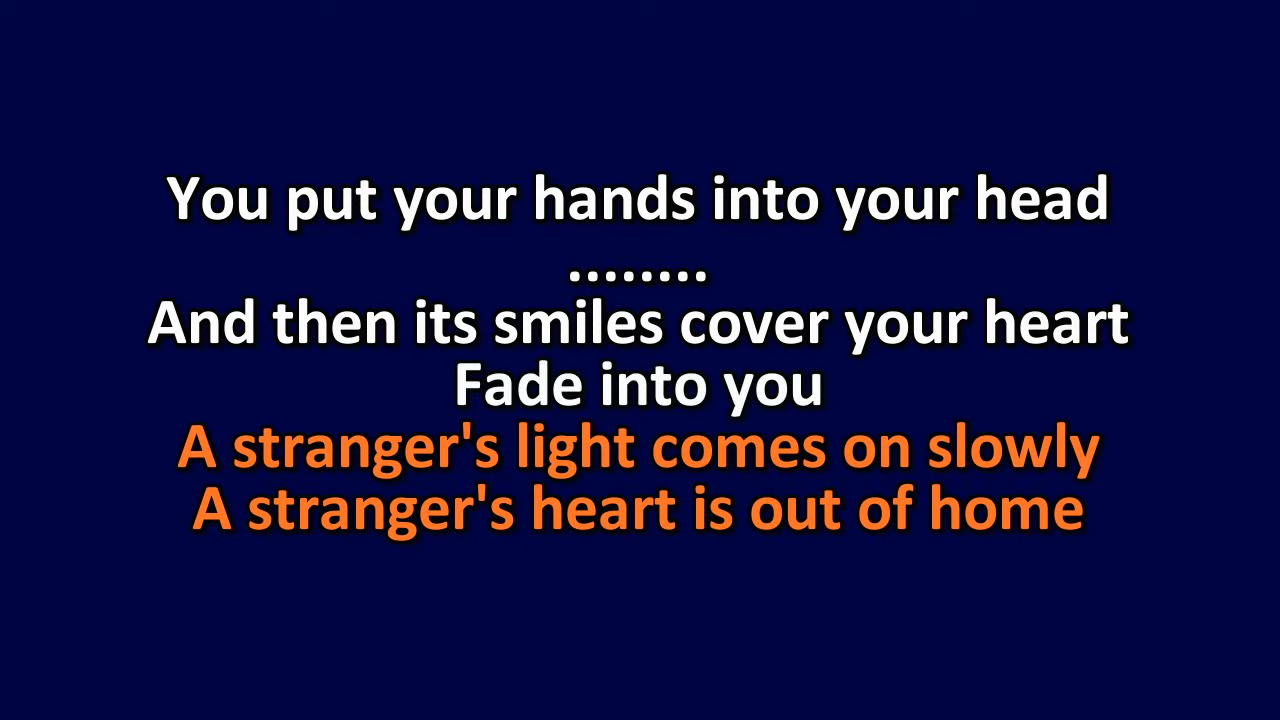 You put your hands into your head
........
And then its smiles cover your heart
Fade into you
A stranger's light comes on slowly
A stranger's heart is out of home